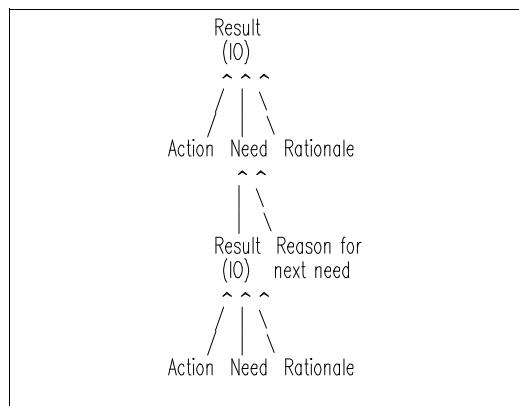 Result
(IO)
^ ^ ^
Action Need Rationale
^ ^
Result Reason for
(IO) next need
^ ^ ^
Action Need Rationale